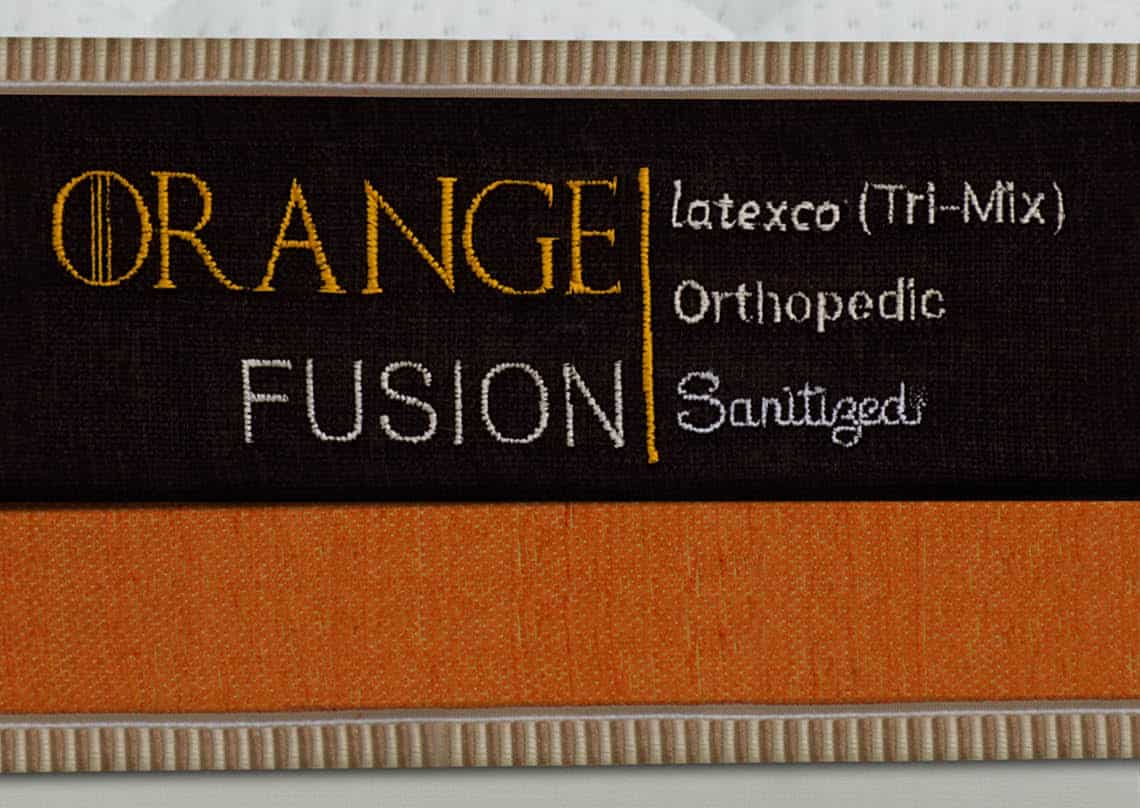 ORANGE
FUSION
latexco (Tri-Mix)
Orthopedic
Sanitized